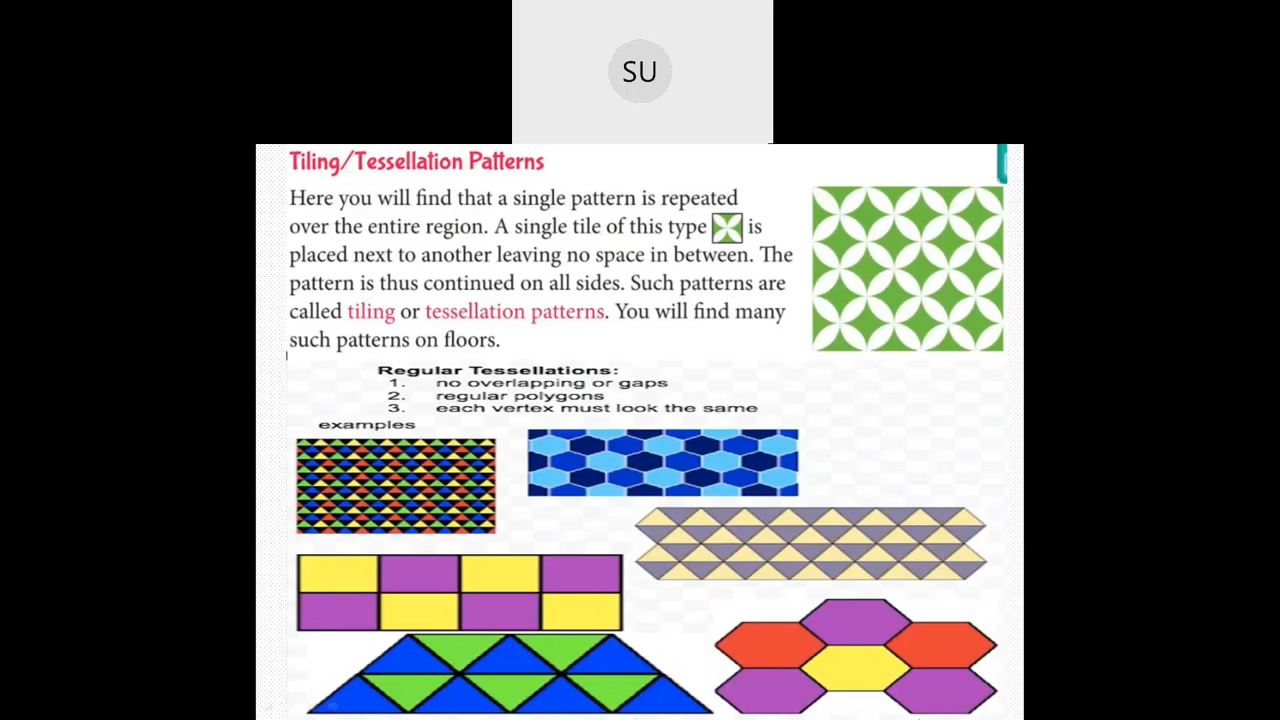 SU
Tiling/Tessellation Patterns
Here you will find that a single pattern is repeated
over the entire region. A single tile of this type is
placed next to another leaving no space in between. The
pattern is thus continued on all sides. Such patterns are
called tiling or tessellation patterns. You will find many
such patterns on floors.
Regular Tessellations:
1. no overlapping or gaps
2. regular polygons
3. each vertex must look the same
examples